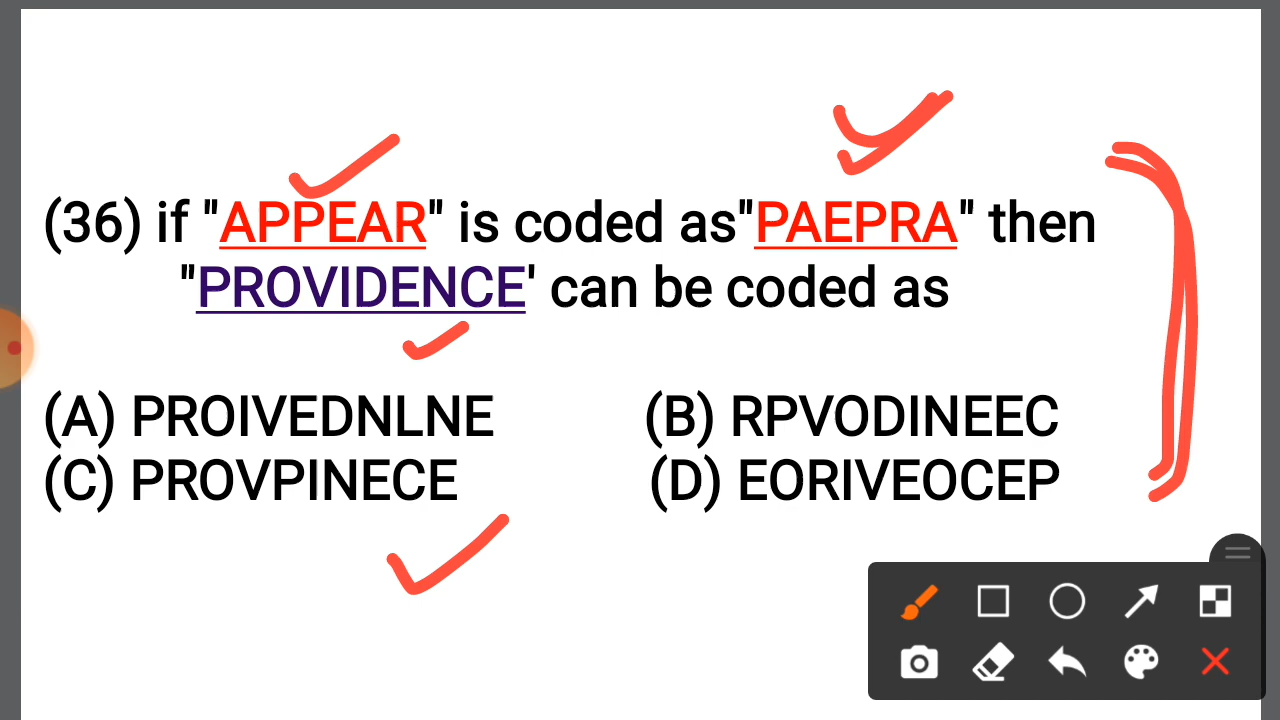 (36) if "APPEAR" is coded as"PAEPRA" then
"PROVIDENCE' can be coded as
(A) PROIVEDNLNE (B) RPVODINEEC
(C) PROVPINECE (D) EORIVEOCEP